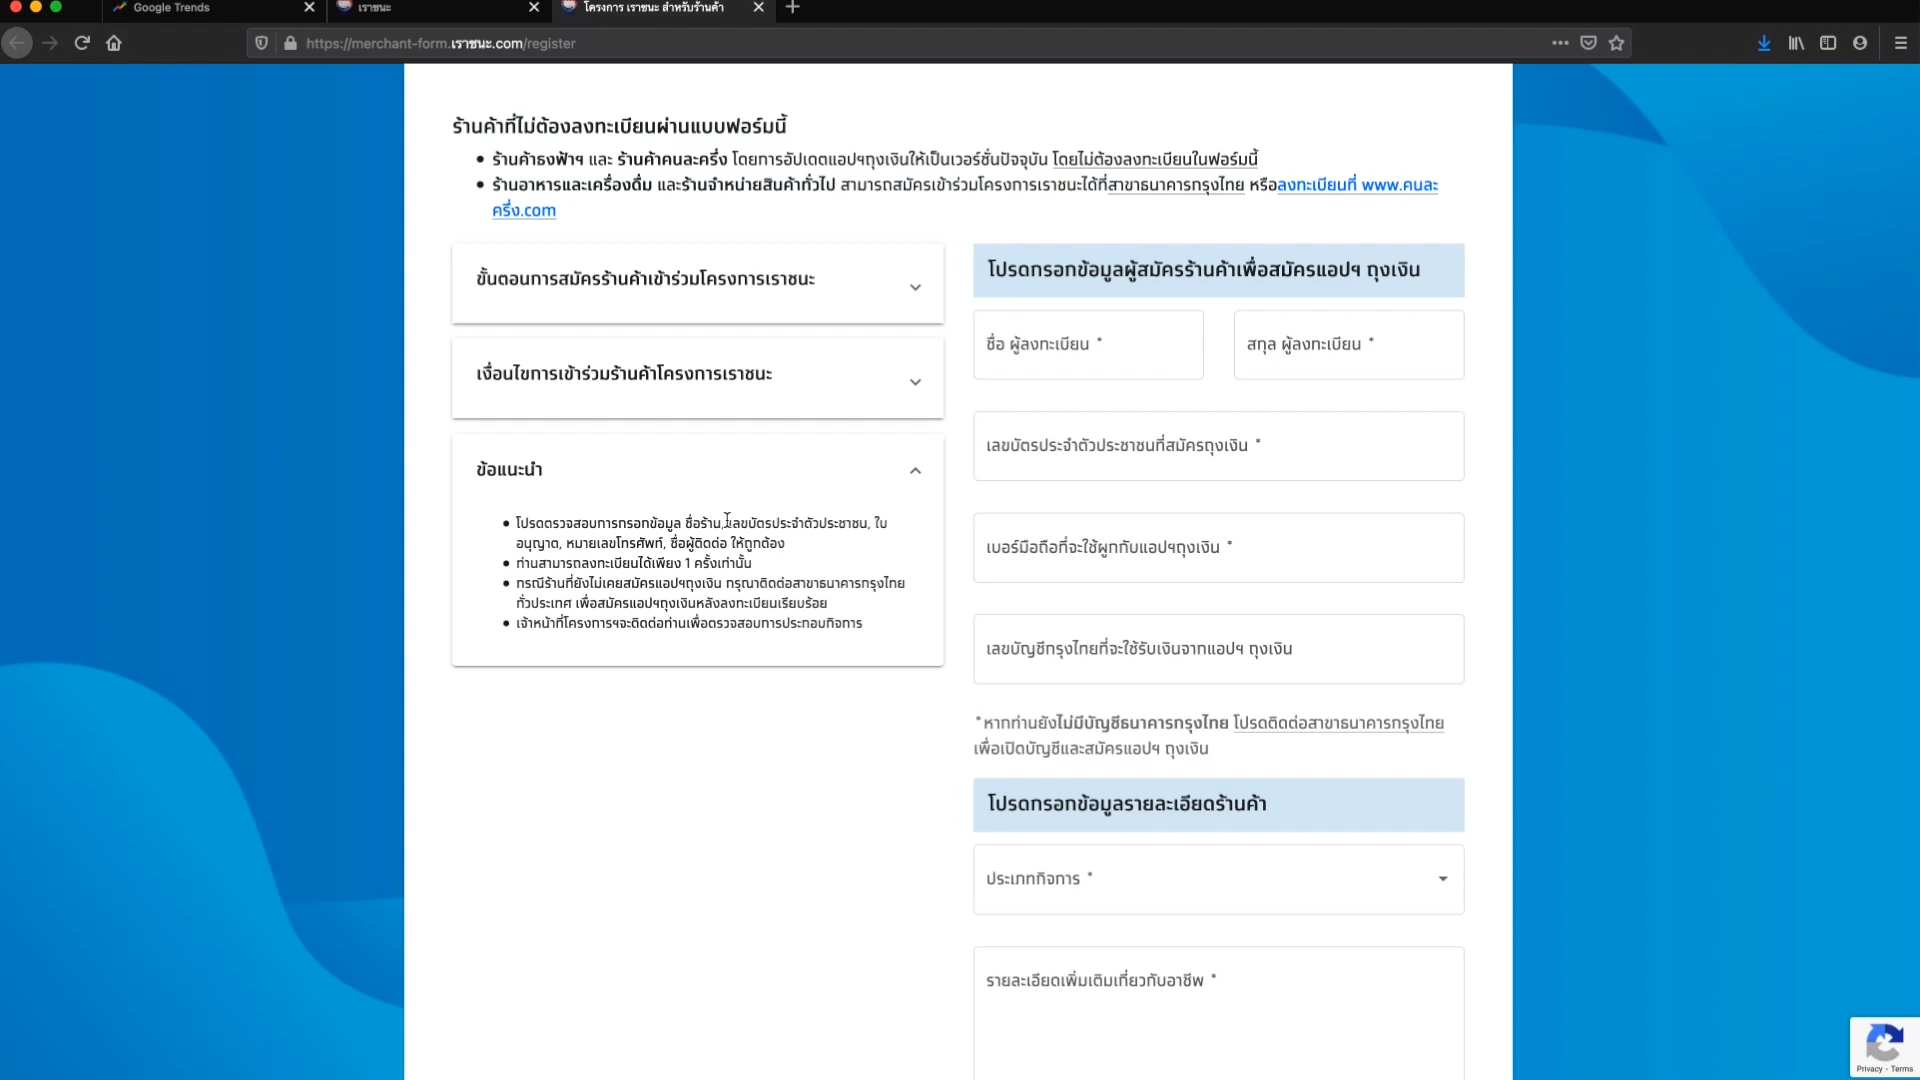 Google Trends
เราชนะ
โครงการ เราชนะ สำหรับร้านค้า
https://merchant-form.เราชนะ.com/register
ร้านค้าที่ไม่ต้องลงทะเบียนผ่านแบบฟอร์มนี้
ร้านค้าธงฟ้าฯ และ ร้านค้าคนละครึ่ง โดยการอัปเดตแอปฯถุงเงินให้เป็นเวอร์ชั่นปัจจุบัน โดยไม่ต้องลงทะเบียนในฟอร์มนี้
ร้านอาหารและเครื่องดื่ม และร้านจำหน่ายสินค้าทั่วไป สามารถสมัครเข้าร่วมโครงการเราชนะได้ที่สาขาธนาคารกรุงไทย หรือลงทะเบียนที่ www.คนละ
ครึ่ง.com
ขั้นตอนการสมัครร้านค้าเข้าร่วมโครงการเราชนะ
เงื่อนไขการเข้าร่วมร้านค้าโครงการเราชนะ
ข้อแนะนำ
โปรดตรวจสอบการกรอกข้อมูล ชื่อร้าน,เลขบัตรประจำตัวประชาชน, ใบ
อนุญาต, หมายเลขโทรศัพท์, ชื่อผู้ติดต่อ ให้ถูกต้อง
ท่านสามารถลงทะเบียนได้เพียง 1 ครั้งเท่านั้น
กรณีร้านที่ยังไม่เคยสมัครแอปฯถุงเงิน กรุณาติดต่อสาขาธนาคารกรุงไทย
ทั่วประเทศ เพื่อสมัครแอปฯถุงเงินหลังลงทะเบียนเรียบร้อย
เจ้าหน้าที่โครงการฯจะติดต่อท่านเพื่อตรวจสอบการประกอบกิจการ
โปรดกรอกข้อมูลผู้สมัครร้านค้าเพื่อสมัครแอปฯ ถุงเงิน
ชื่อ ผู้ลงทะเบียน *
สกุล ผู้ลงทะเบียน *
เลขบัตรประจำตัวประชาชนที่สมัครถุงเงิน *
เบอร์มือถือที่จะใช้ผูกกับแอปฯถุงเงิน *
เลขบัญชีกรุงไทยที่จะใช้รับเงินจากแอปฯ ถุงเงิน
*หากท่านยังไม่มีบัญชีธนาคารกรุงไทย โปรดติดต่อสาขาธนาคารกรุงไทย
เพื่อเปิดบัญชีและสมัครแอปฯ ถุงเงิน
โปรดกรอกข้อมูลรายละเอียดร้านค้า
ประเภทกิจการ *
รายละเอียดเพิ่มเติมเกี่ยวกับอาชีพ *
Privacy - Terms